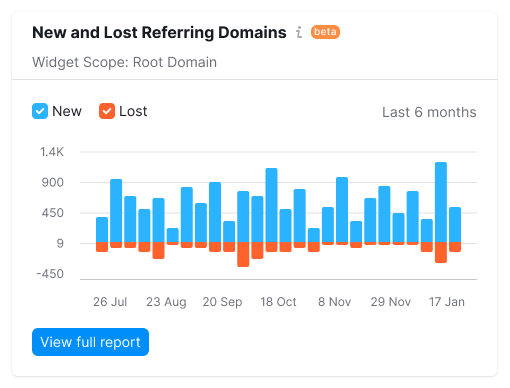 New and Lost Referring Domains i beta
Widget Scope: Root Domain
New Lost Last 6 months
1.4K
900
450
9
-450
26 Jul 23 Aug 20 Sep 18 Oct 8 Nov 29 Nov 17 Jan
View full report